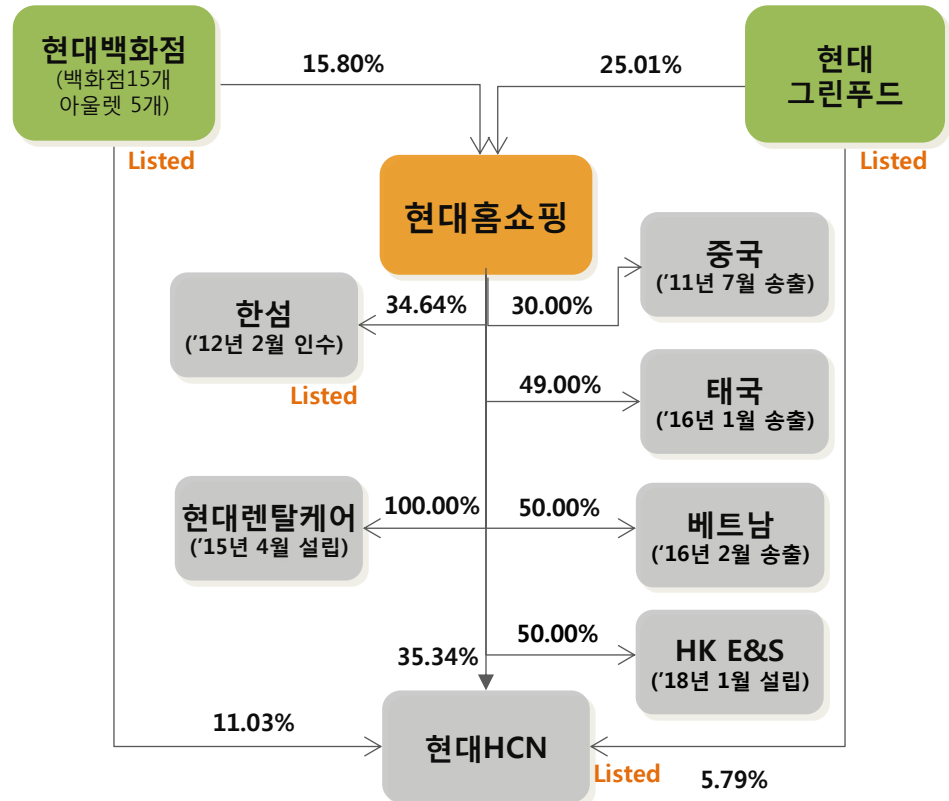 현대백화점
(백화점15개
아울렛 5개)
15.80%
25.01%
현대
그린푸드
Listed
Listed
현대홈쇼핑
중국
('11년 7월 송출)
한섬
('12년 2월 인수)
34.64%
30.00%
Listed
49.00%
태국
('16년 1월 송출)
현대렌탈케어
('15년 4월 설립)
100.00%
50.00%
베트남
('16년 2월 송출)
50.00%
HK E&S
('18년 1월 설립)
35.34%
11.03%
현대HCN
Listed
5.79%